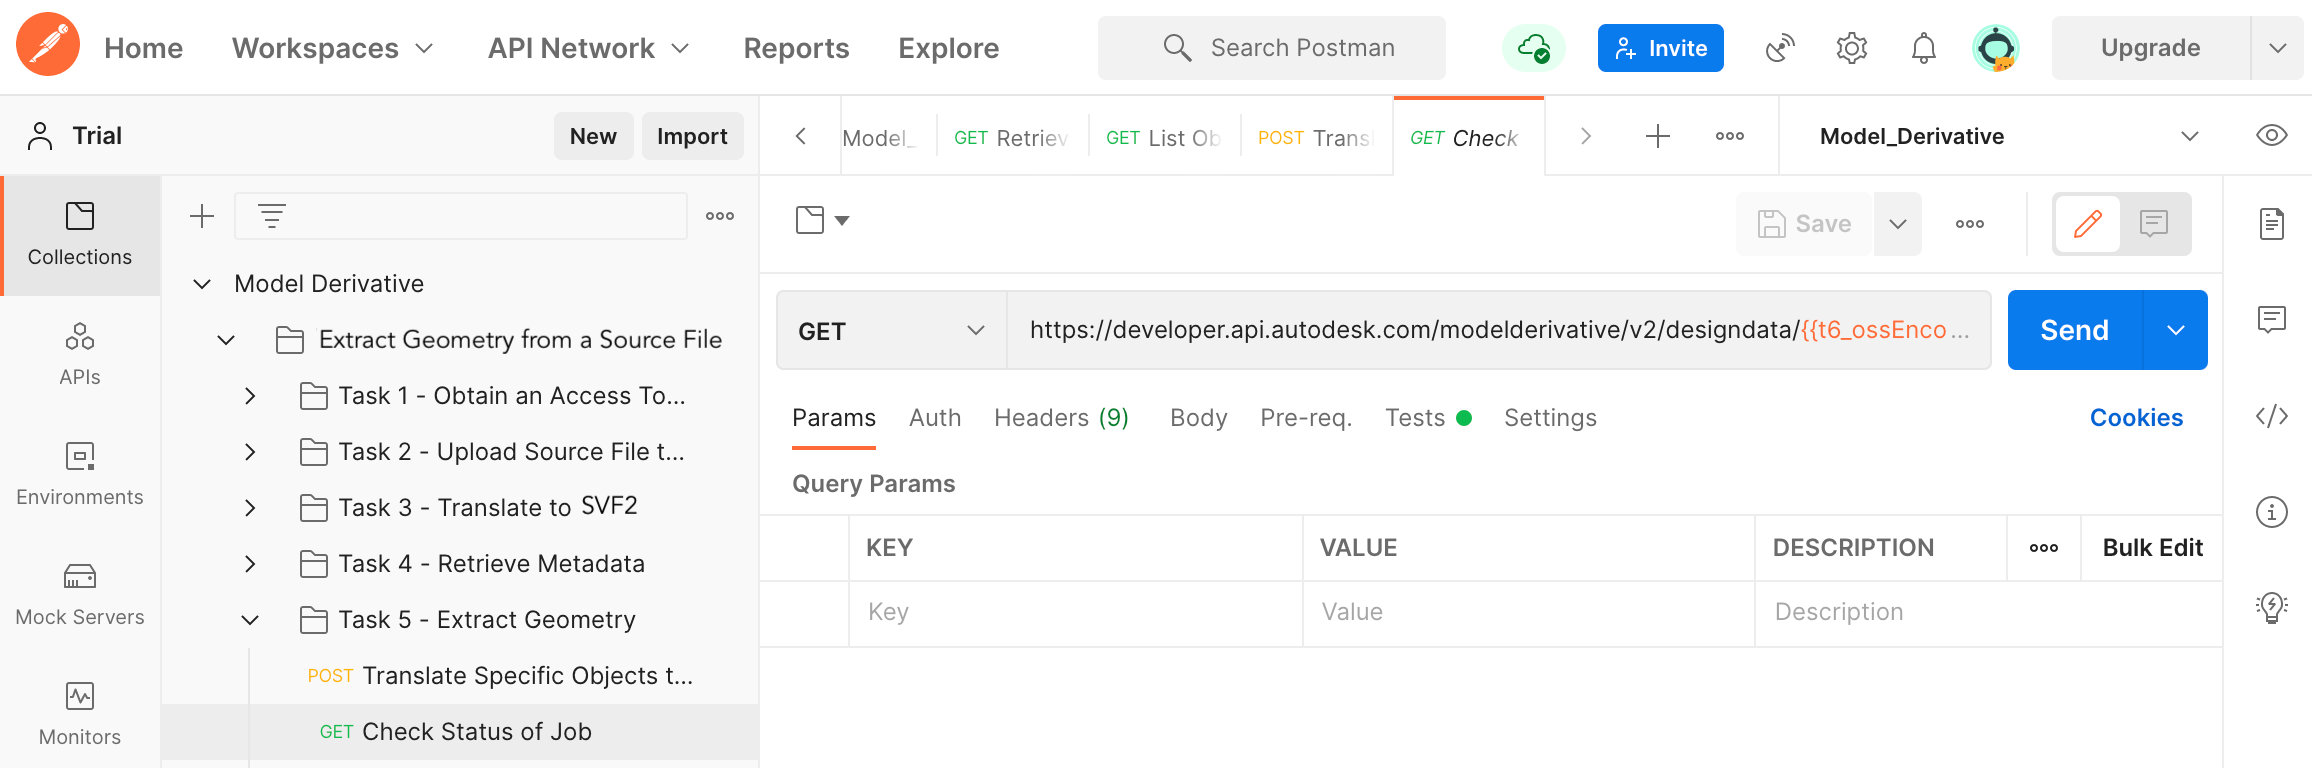 Home Workspaces API Network Reports Explore Search Postman Invite Upgrade
Trial New Import
Model_ GET Retriev GET List Ob POST Transl GET Check Model_Derivative
Collections
APIs
Environments
Mock Servers
Monitors
Model Derivative
Extract Geometry from a Source File
Task 1 - Obtain an Access To...
Task 2 - Upload Source File t...
Task 3 - Translate to SVF2
Task 4 - Retrieve Metadata
Task 5 - Extract Geometry
POST Translate Specific Objects t...
GET Check Status of Job
Save
GET https://developer.api.autodesk.com/modelderivative/v2/designdata/{{t6_ossEnco... Send
Params Auth Headers (9) Body Pre-req. Tests Settings Cookies
Query Params
KEY VALUE DESCRIPTION Bulk Edit
Key Value Description